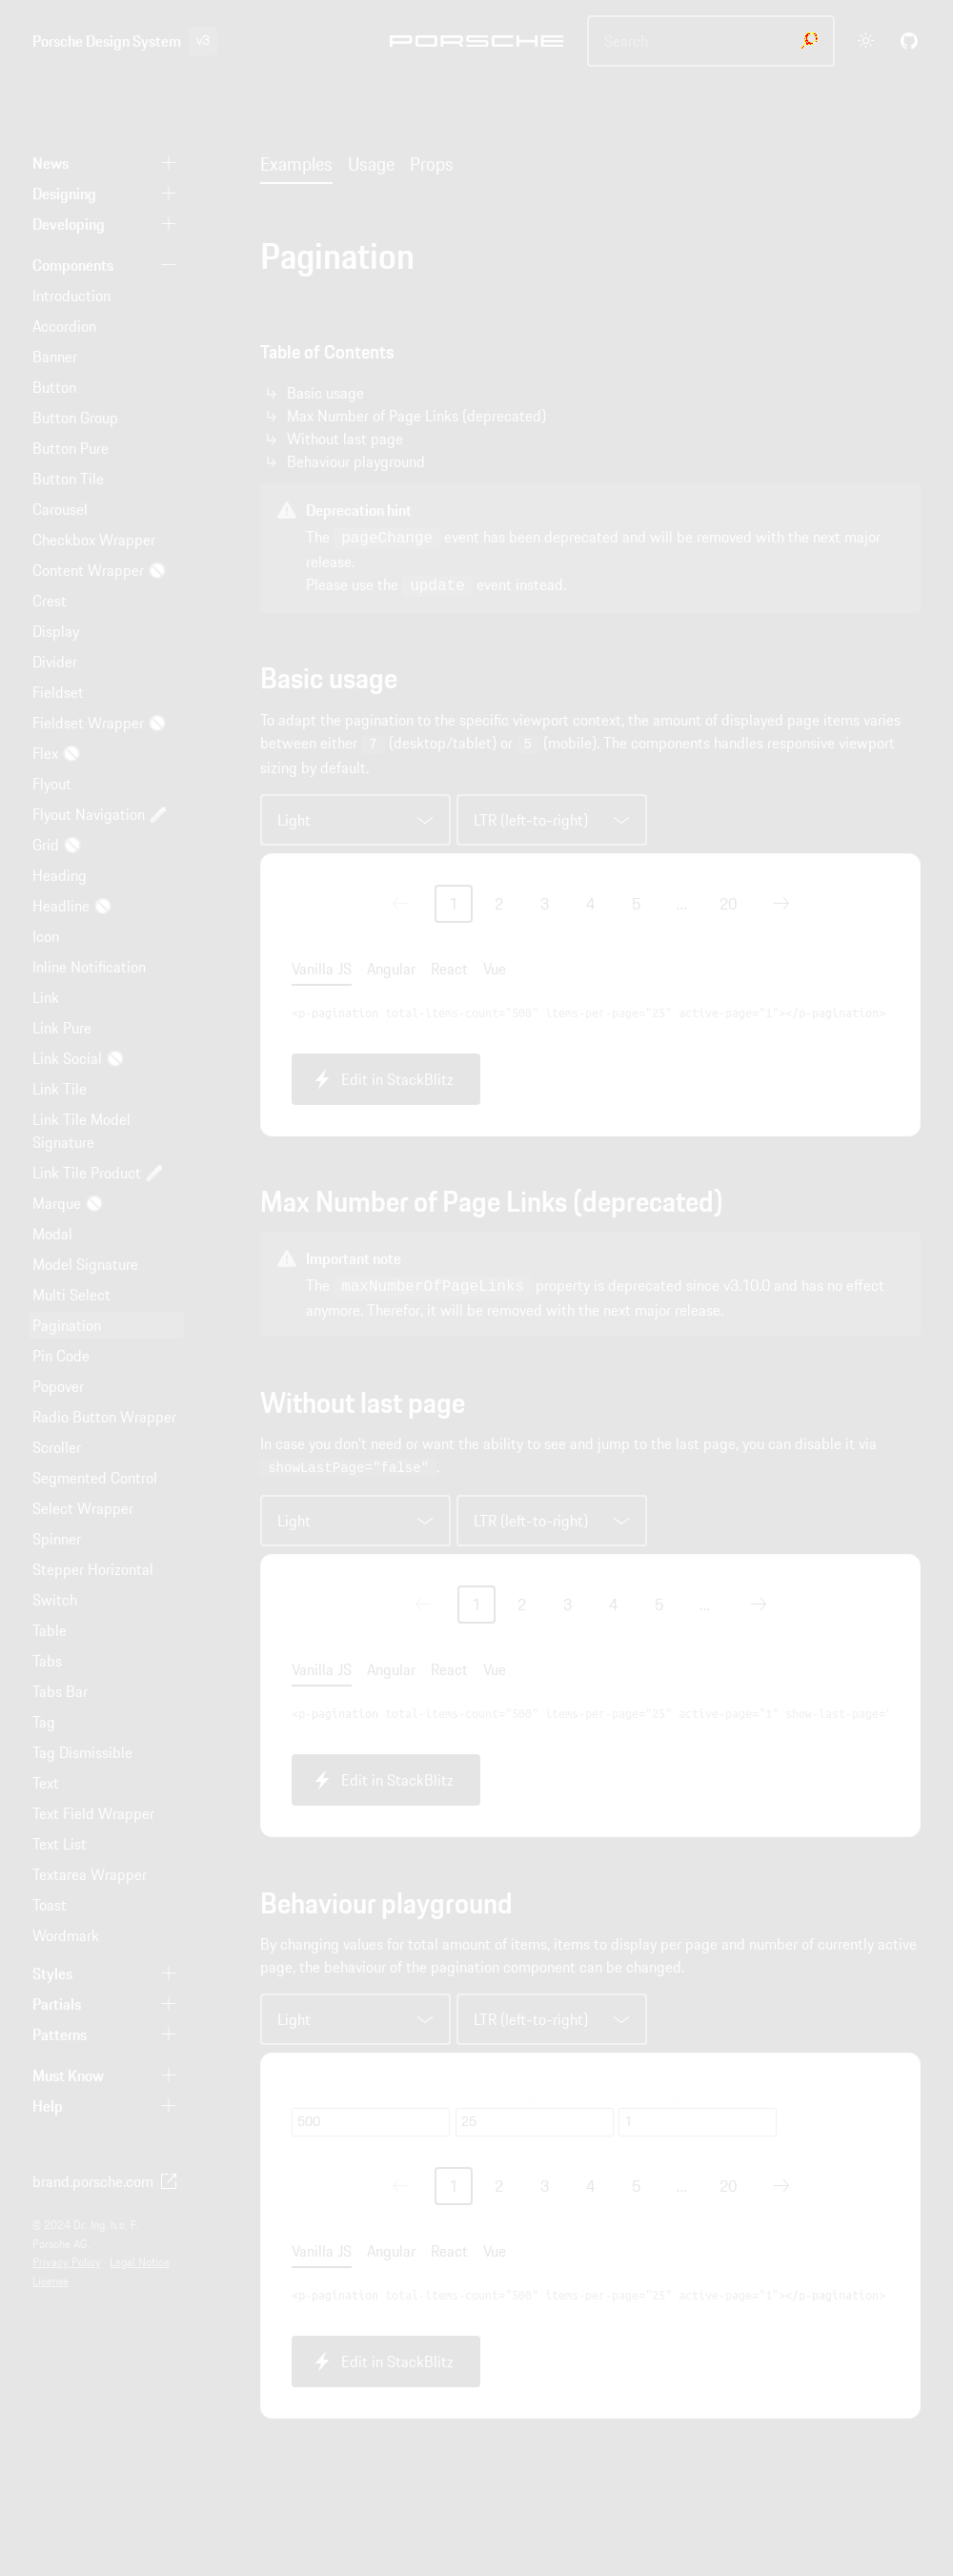 Porsche Design System v3
PORSCHE
Search
News
Designing
Developing
Components
Introduction
Accordion
Banner
Button
Button Group
Button Pure
Button Tile
Carousel
Checkbox Wrapper
Content Wrapper
Crest
Display
Divider
Fieldset
Fieldset Wrapper
Flex
Flyout
Flyout Navigation
Grid
Heading
Headline
Icon
Inline Notification
Link
Link Pure
Link Social
Link Tile
Link Tile Model
Signature
Link Tile Product
Marque
Modal
Model Signature
Multi Select
Pagination
Pin Code
Popover
Radio Button Wrapper
Scroller
Segmented Control
Select Wrapper
Spinner
Stepper Horizontal
Switch
Table
Tabs
Tabs Bar
Tag
Tag Dismissible
Text
Text Field Wrapper
Text List
Textarea Wrapper
Toast
Wordmark
Styles
Partials
Patterns
Must Know
Help
brand.porsche.com
© 2024 Dr. Ing. h.c. F.
Porsche AG
Privacy Policy Legal Notice
License
Examples Usage Props
Pagination
Table of Contents
Basic usage
Max Number of Page Links (deprecated)
Without last page
Behaviour playground
Deprecation hint
The pageChange event has been deprecated and will be removed with the next major
release.
Please use the update event instead.
Basic usage
To adapt the pagination to the specific viewport context, the amount of displayed page items varies
between either 7 (desktop/tablet) or 5 (mobile). The components handles responsive viewport
sizing by default.
Light LTR (left-to-right)
1 2 3 4 5 ... 20
Vanilla JS Angular React Vue
<p-pagination total-items-count="500" items-per-page="25" active-page="1"></p-pagination>
Edit in StackBlitz
Max Number of Page Links (deprecated)
Important note
The maxNumberOfPageLinks property is deprecated since v3.10.0 and has no effect
anymore. Therefor, it will be removed with the next major release.
Without last page
In case you don't need or want the ability to see and jump to the last page, you can disable it via
showLastPage="false" .
Light LTR (left-to-right)
1 2 3 4 5 ...
Vanilla JS Angular React Vue
<p-pagination total-items-count="500" items-per-page="25" active-page="1" show-last-page='
Edit in StackBlitz
Behaviour playground
By changing values for total amount of items, items to display per page and number of currently active
page, the behaviour of the pagination component can be changed.
Light LTR (left-to-right)
500 25 1
1 2 3 4 5 ... 20
Vanilla JS Angular React Vue
<p-pagination total-items-count="500" items-per-page="25" active-page="1"></p-pagination>
Edit in StackBlitz